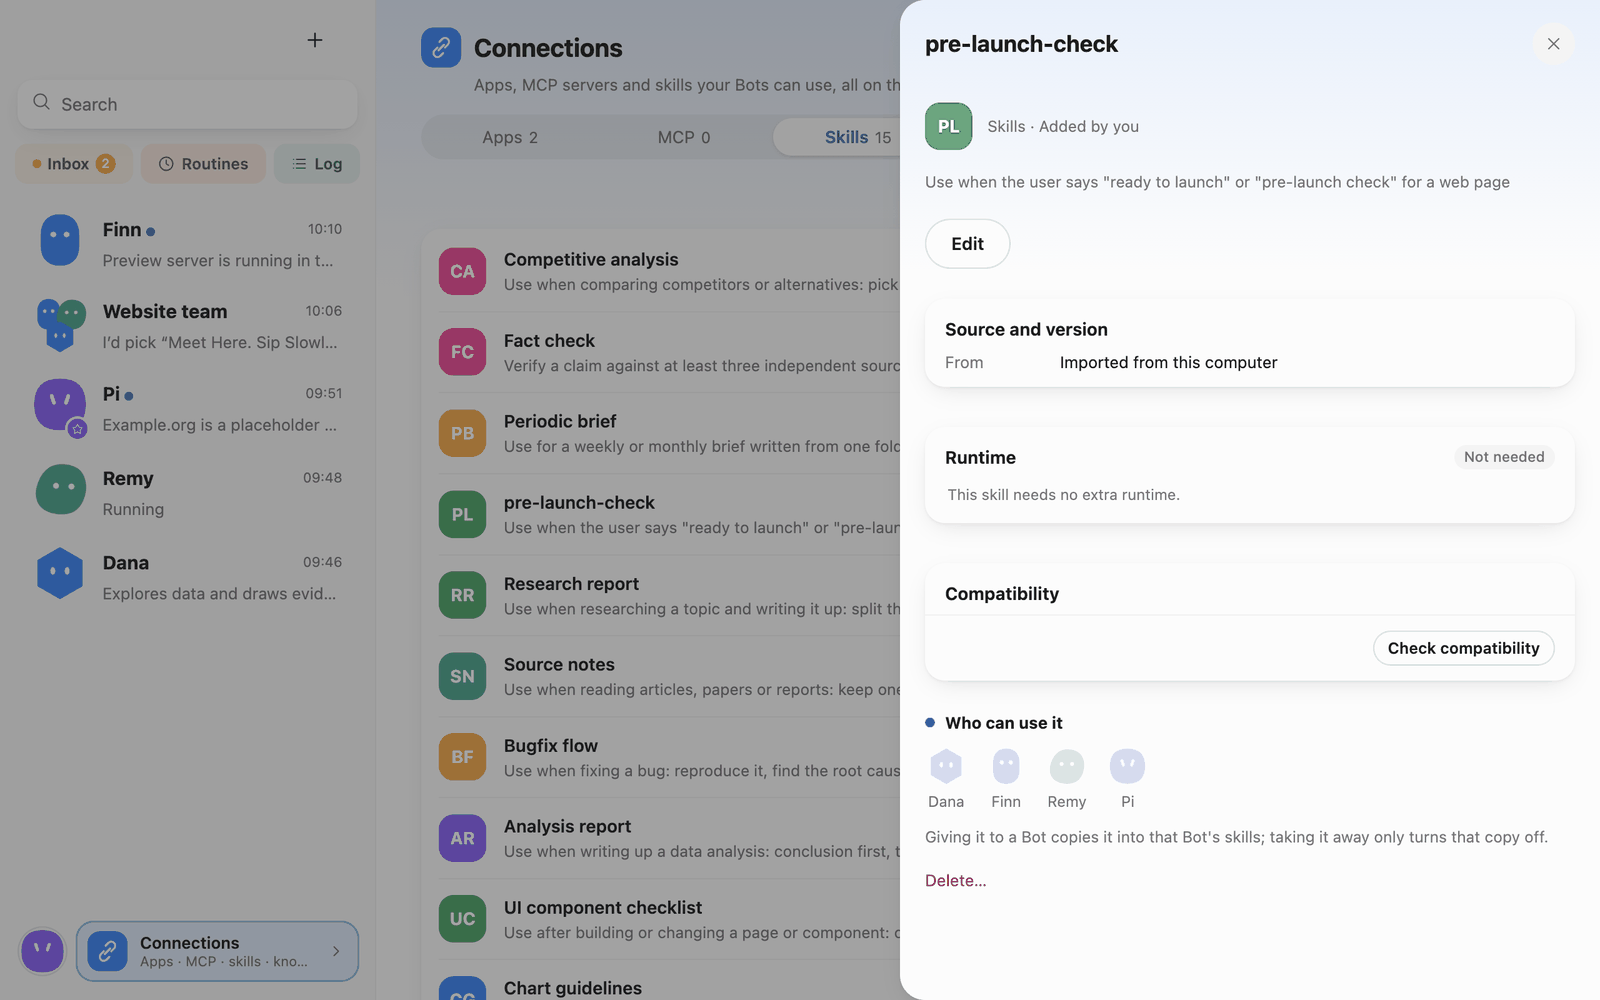 Search
Inbox 2
Routines
Log
Finn
10:10
Preview server is running in t...
Website team
10:06
I'd pick “Meet Here. Sip Slowl...
Pi
09:51
Example.org is a placeholder ...
Remy
09:48
Running
Dana
09:46
Explores data and draws evid...
Connections
Apps · MCP · skills · kno...
Connections
Apps, MCP servers and skills your Bots can use, all on th
Apps 2
MCP 0
Skills 15
CA
Competitive analysis
Use when comparing competitors or alternatives: pick
FC
Fact check
Verify a claim against at least three independent sourc
PB
Periodic brief
Use for a weekly or monthly brief written from one fold
PL
pre-launch-check
Use when the user says "ready to launch" or "pre-laun
RR
Research report
Use when researching a topic and writing it up: split th
SN
Source notes
Use when reading articles, papers or reports: keep one
BF
Bugfix flow
Use when fixing a bug: reproduce it, find the root caus
AR
Analysis report
Use when writing up a data analysis: conclusion first, t
UC
UI component checklist
Use after building or changing a page or component: c
Chart guidelines
pre-launch-check
PL
Skills · Added by you
Use when the user says "ready to launch" or "pre-launch check" for a web page
Edit
Source and version
From
Imported from this computer
Runtime
Not needed
This skill needs no extra runtime.
Compatibility
Check compatibility
Who can use it
Dana
Finn
Remy
Pi
Giving it to a Bot copies it into that Bot's skills; taking it away only turns that copy off.
Delete...